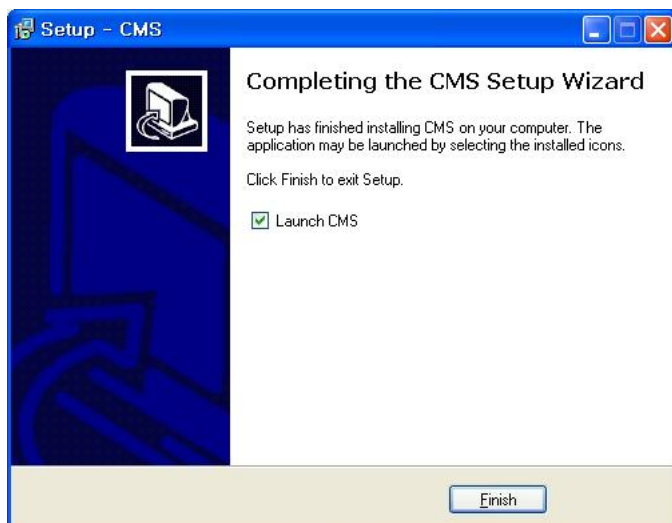 Setup - CMS
Completing the CMS Setup Wizard
Setup has finished installing CMS on your computer. The
application may be launched by selecting the installed icons.
Click Finish to exit Setup.
Launch CMS
Finish